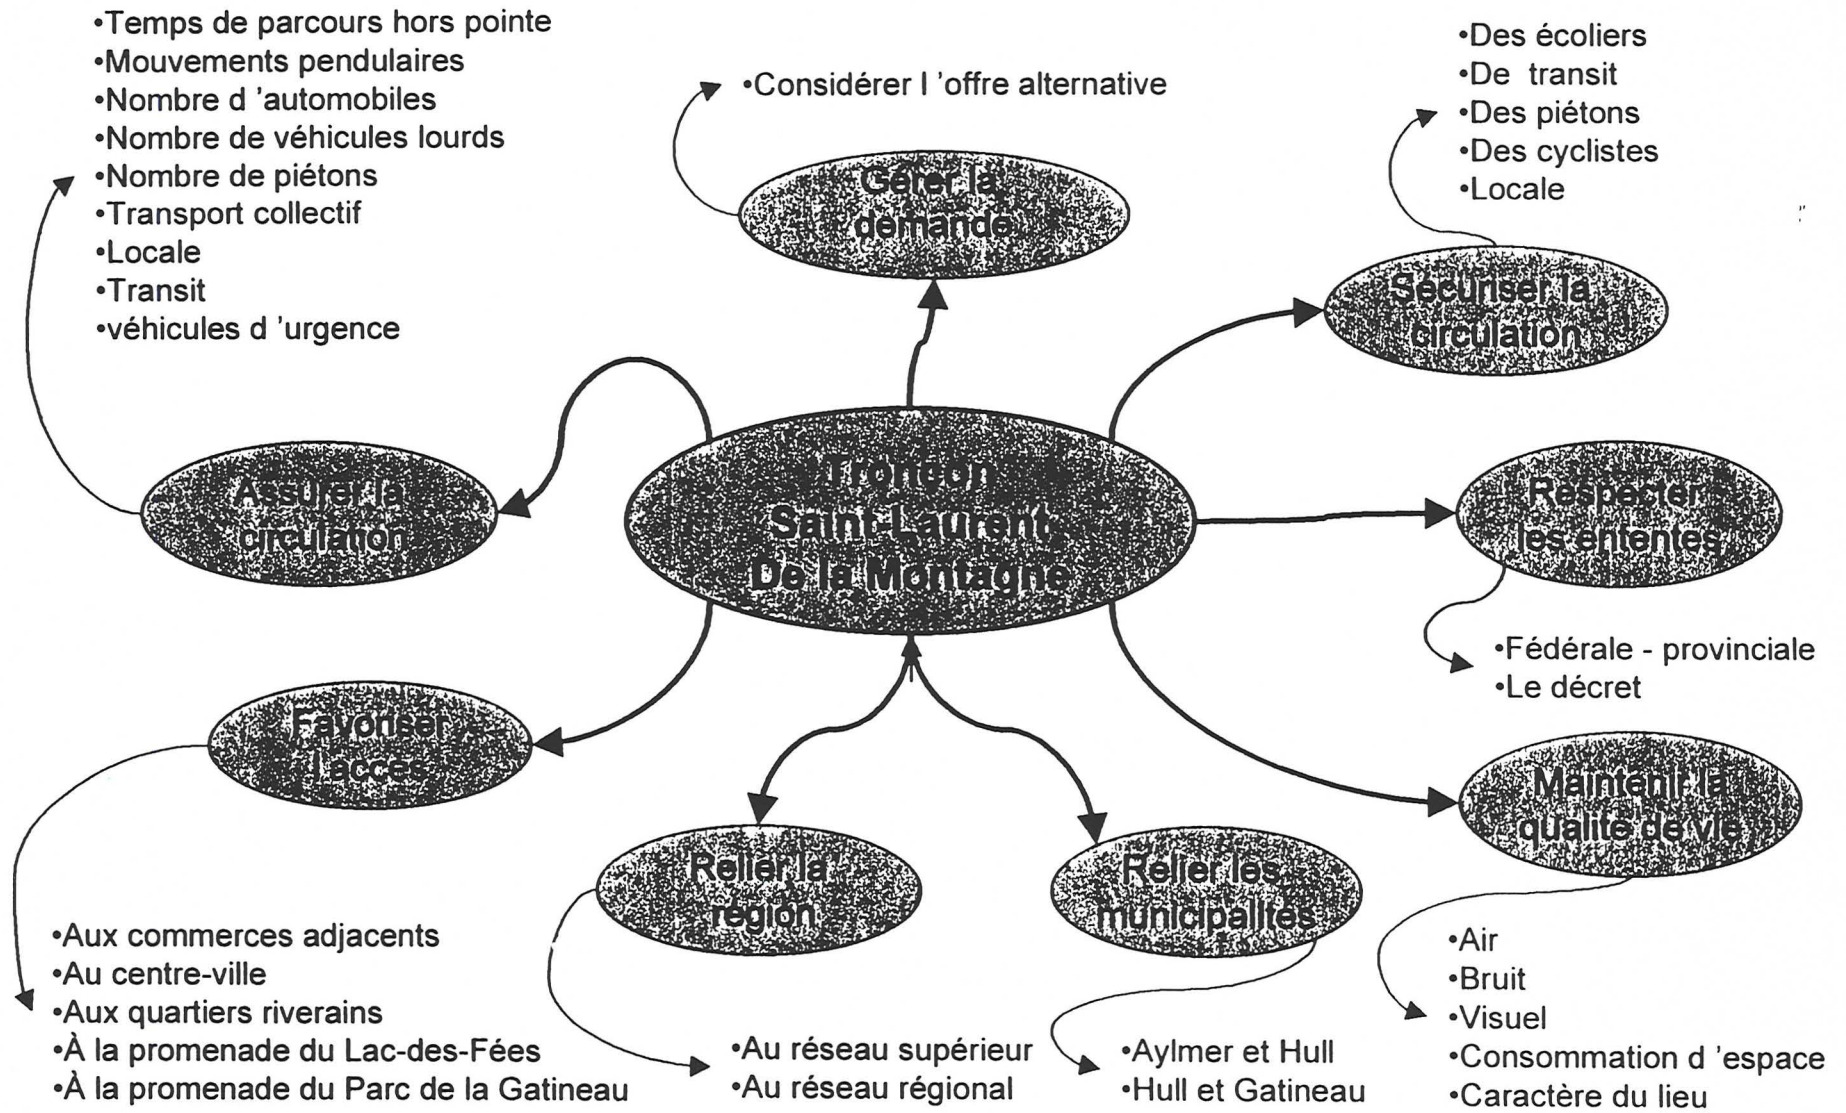 •Temps de parcours hors pointe
•Mouvements pendulaires
•Nombre d 'automobiles
•Nombre de véhicules lourds
•Nombre de piétons
•Transport collectif
•Locale
•Transit
•véhicules d 'urgence
•Considérer l 'offre alternative
•Des écoliers
•De  transit
•Des piétons
•Des cyclistes
•Locale
Gérer la
demande
Sécuriser la
circulation
Assurer la
circulation
Tronçon
Saint-Laurent
De la Montagne
Respecter
les ententes
•Fédérale - provinciale
•Le décret
Favoriser
l'accès
Maintenir la
qualité de vie
Relier la
région
Relier les
municipalités
•Aux commerces adjacents
•Au centre-ville
•Aux quartiers riverains
•À la promenade du Lac-des-Fées
•À la promenade du Parc de la Gatineau
•Au réseau supérieur
•Au réseau régional
•Aylmer et Hull
•Hull et Gatineau
•Air
•Bruit
•Visuel
•Consommation d 'espace
•Caractère du lieu